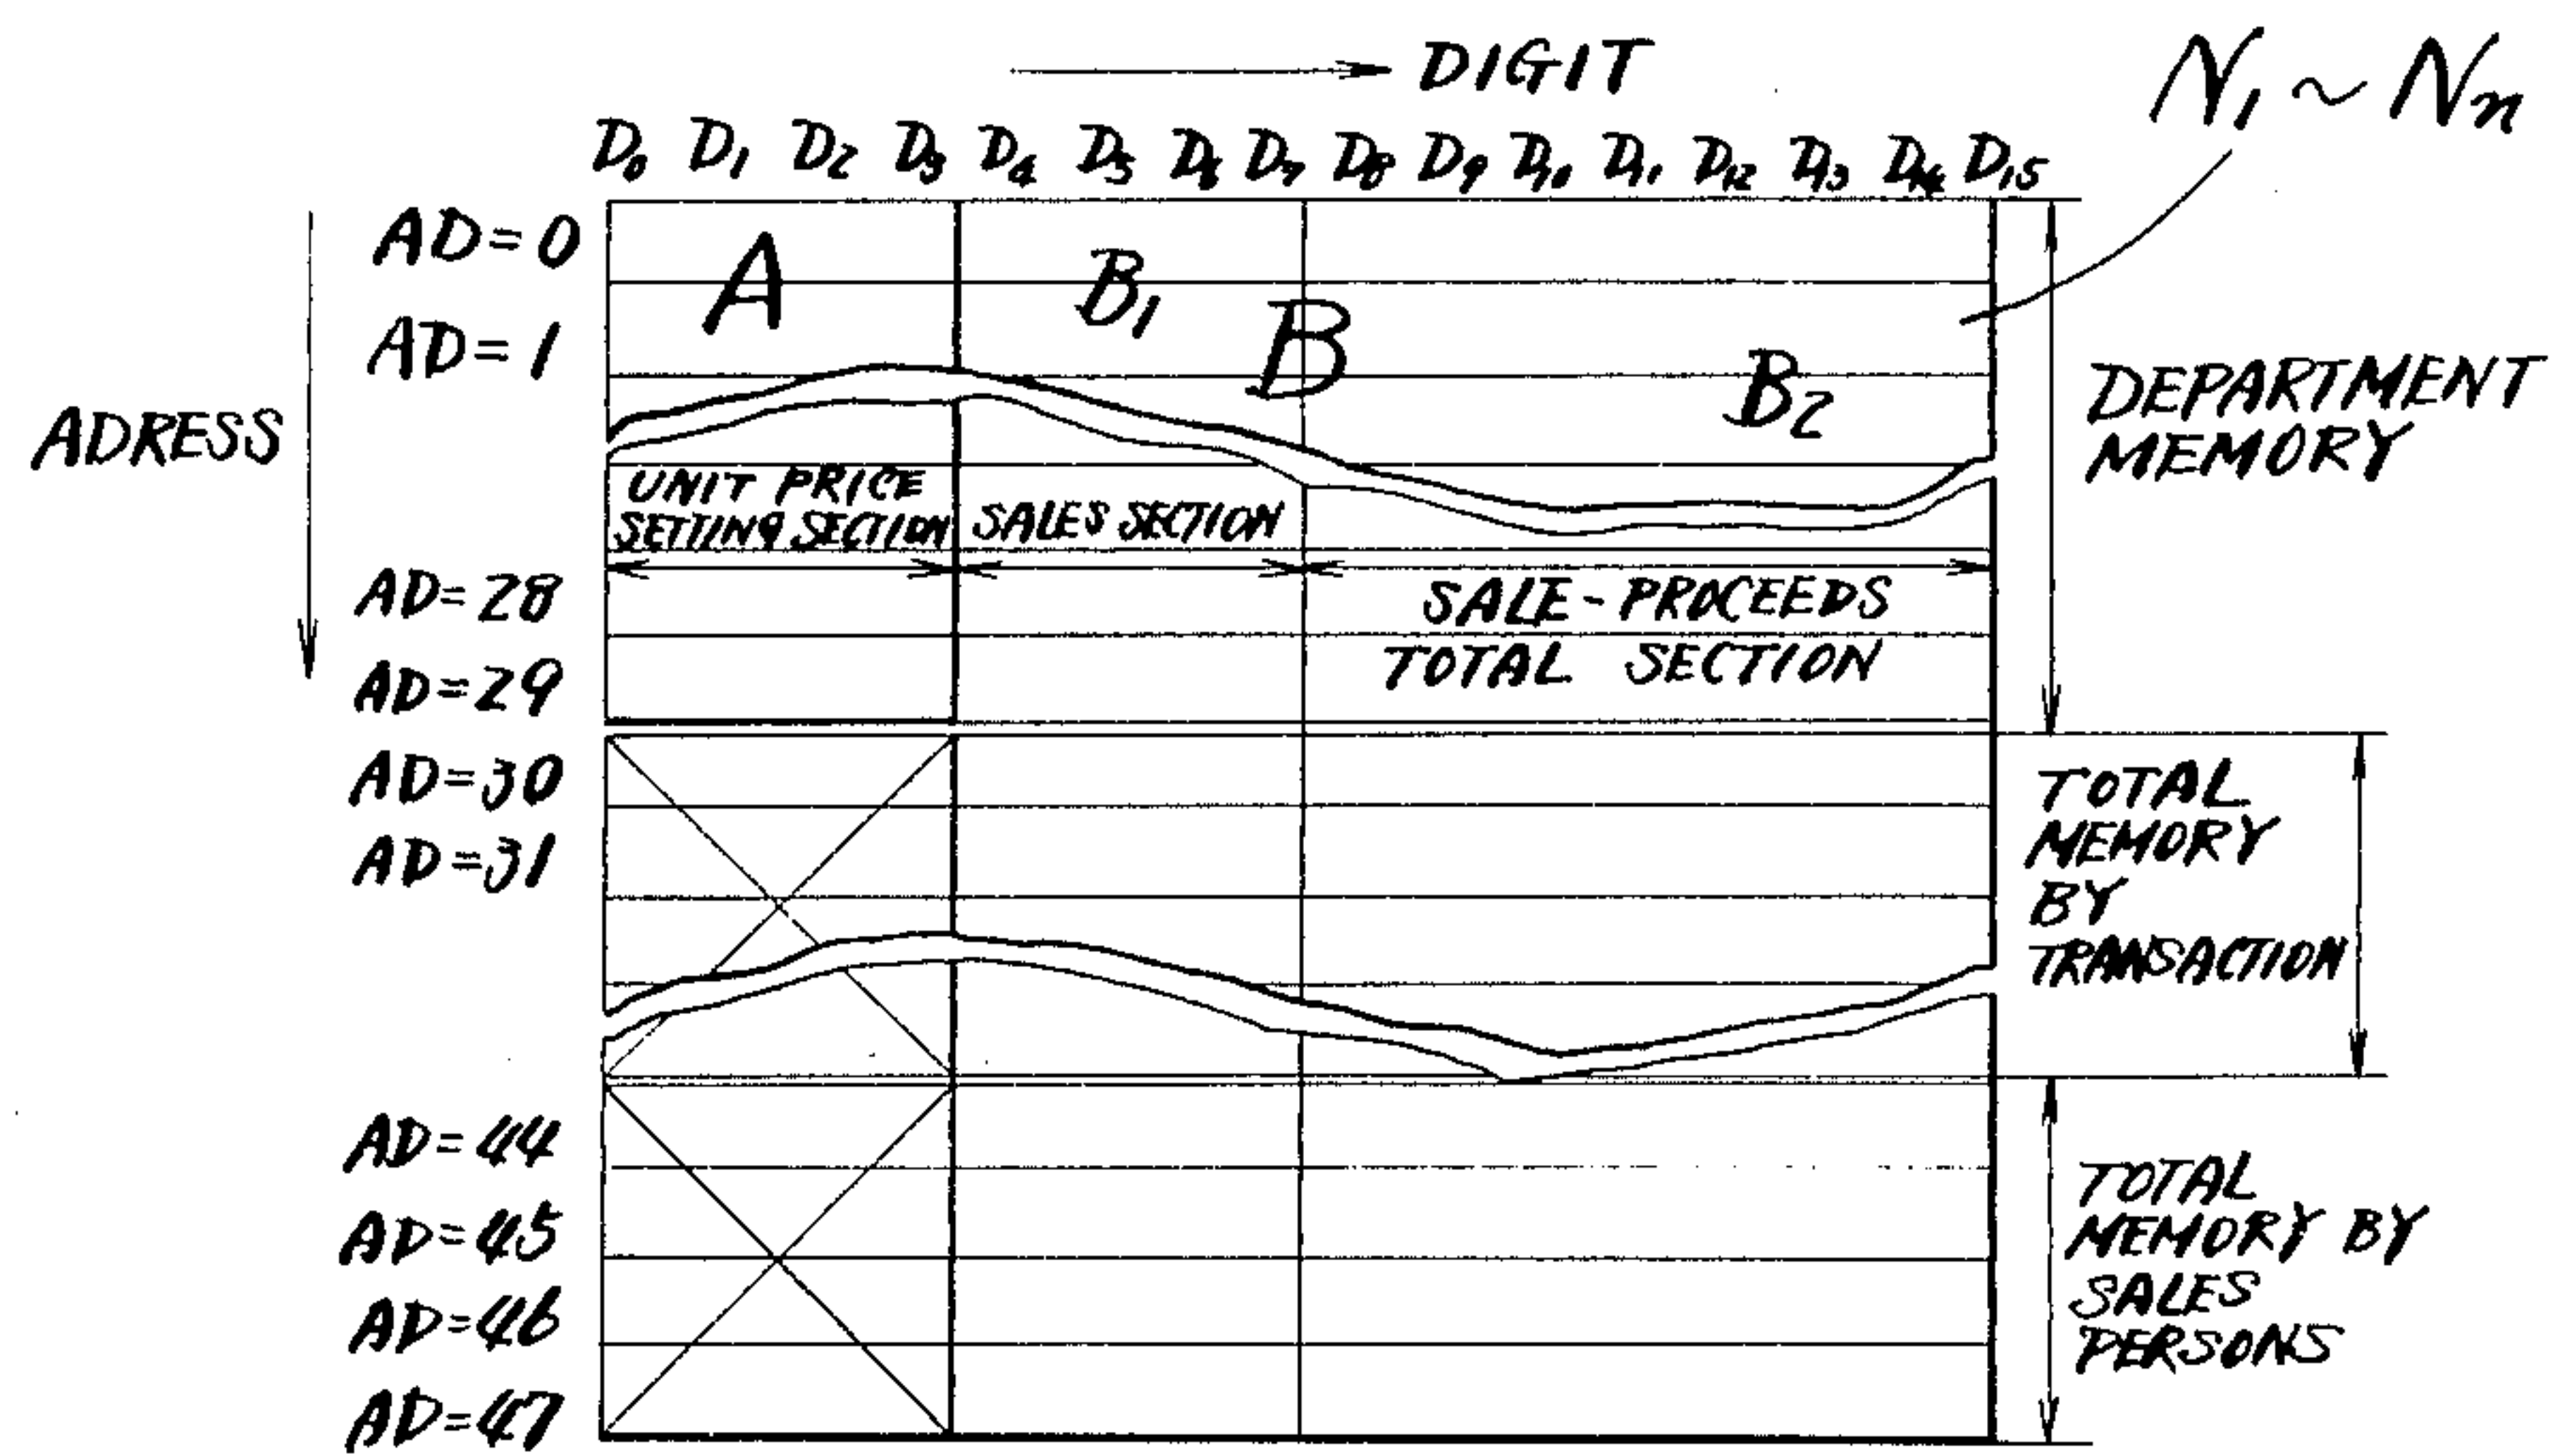 DIGIT
N₁ ~ Nₙ
D₀ D₁ D₂ D₃ D₄ D₅ D₆ D₇ D₈ D₉ D₁₀ D₁₁ D₁₂ D₁₃ D₁₄ D₁₅
ADRESS
AD=0
AD=1
A
B₁
B
B₂
DEPARTMENT
MEMORY
UNIT PRICE
SETTING SECTION
SALES SECTION
AD=28
SALE-PROCEEDS
AD=29
TOTAL SECTION
AD=30
AD=31
TOTAL
MEMORY
BY
TRANSACTION
AD=44
AD=45
AD=46
AD=47
TOTAL
MEMORY BY
SALES
PERSONS